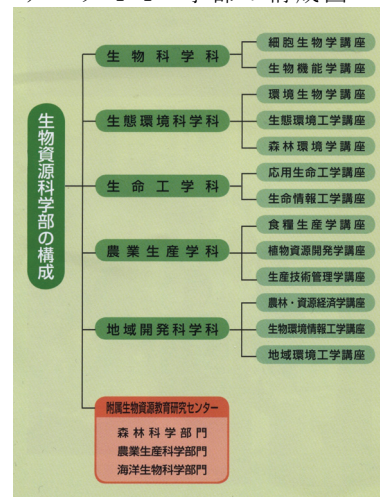 生物資源科学部の構成
生物科学科
細胞生物学講座
生物機能学講座
生態環境科学科
環境生物学講座
生態環境工学講座
森林環境学講座
生命工学科
応用生命工学講座
生命情報工学講座
農業生産学科
食糧生産学講座
植物資源開発学講座
生産技術管理学講座
地域開発科学科
農林・資源経済学講座
生物環境情報工学講座
地域環境工学講座
附属生物資源教育研究センター
森林科学部門
農業生産科学部門
海洋生物科学部門